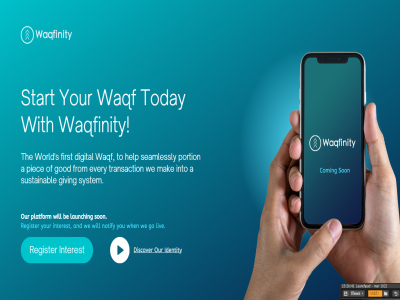 Waqfinity
Start Your Waqf Today
With Waqfinity!
The World's first digital Waqf, to help seamlessly portion
a piece of good from every transaction we make into a
sustainable giving system.
Our platform will be launching soon.
Register your interest, and we will notify you when we go live.
Register Interest
Discover Our Identity
Waqfinity
Coming Soon